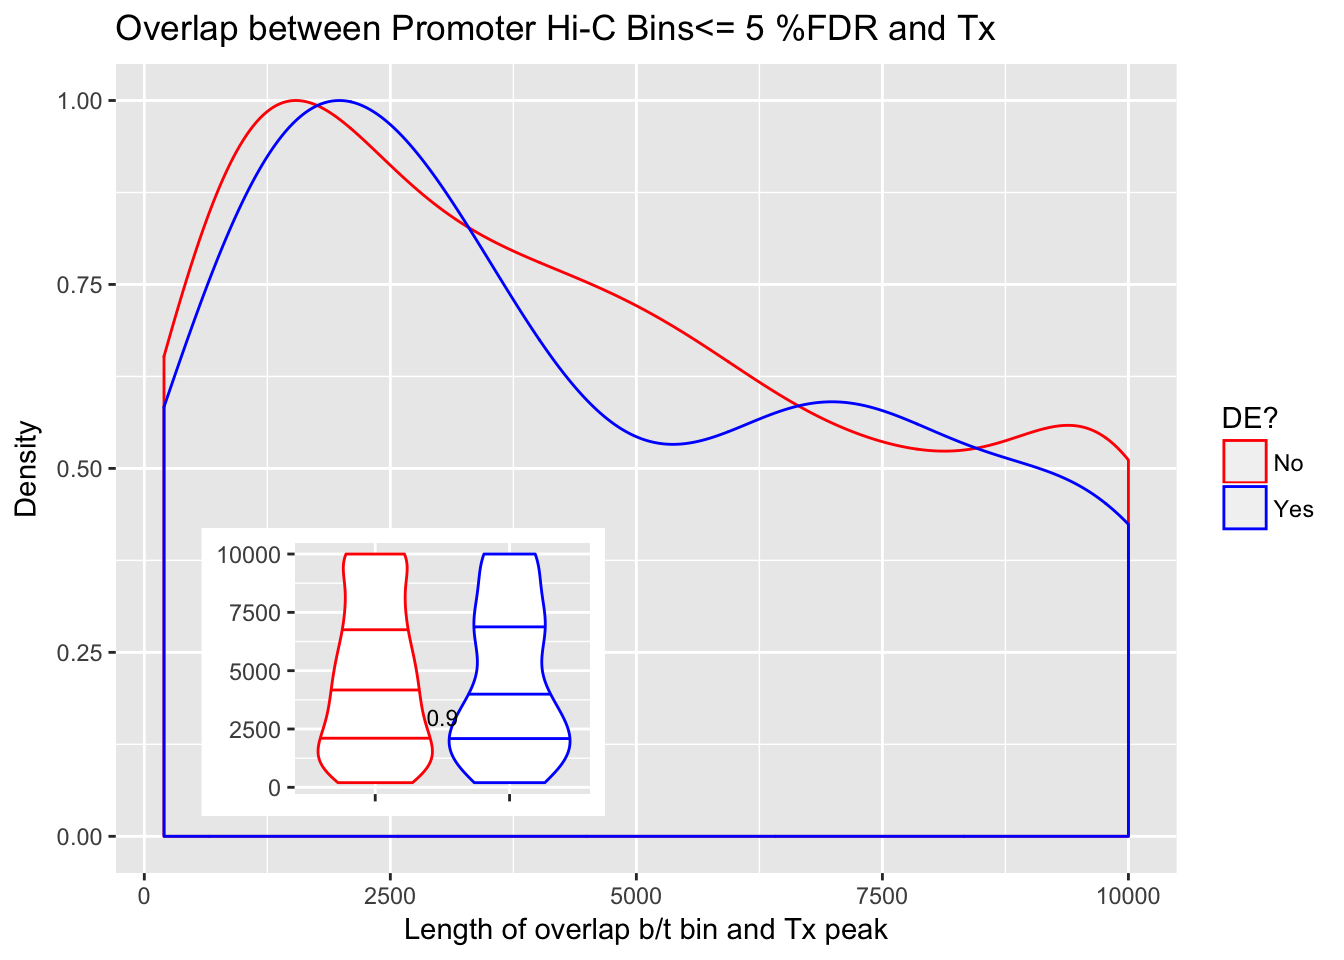 Overlap between Promoter Hi-C Bins<= 5 %FDR and Tx
Density
1.00
0.75
0.50
0.25
0.00
10000
7500
5000
2500
0
0.9
0 2500 5000 7500 10000
Length of overlap b/t bin and Tx peak
DE?
No
Yes